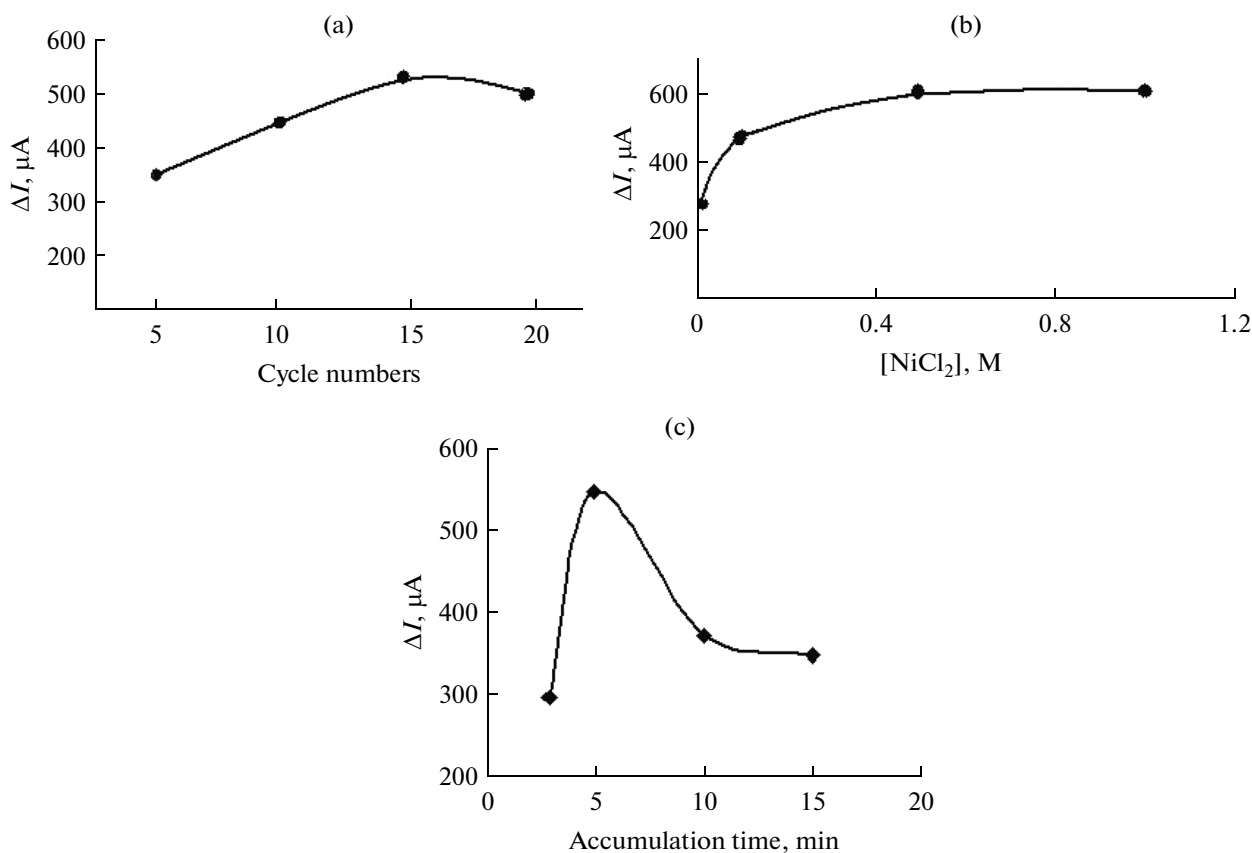 (a)
600
500
400
300
200
ΔI, µA
5 10 15 20
Cycle numbers
(b)
600
400
200
ΔI, µA
0 0.4 0.8 1.2
[NiCl₂], M
(c)
600
500
400
300
200
ΔI, µA
0 5 10 15 20
Accumulation time, min